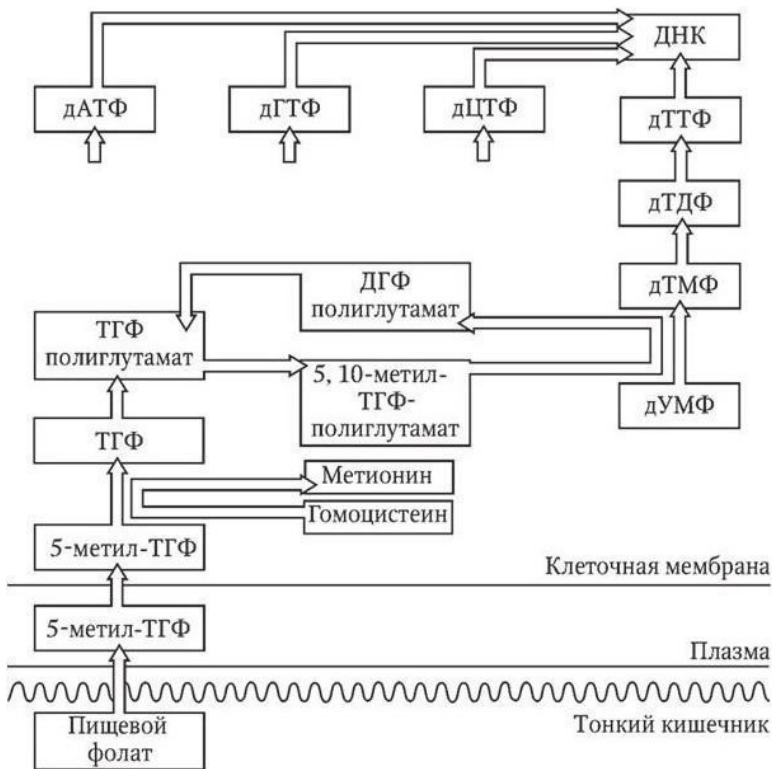 ДНК
дАТФ
дГТФ
дЦТФ
дТТФ
дТДФ
ДГФ
полиглутамат
дТМФ
ТГФ
полиглутамат
5, 10-метил-
ТГФ-
полиглутамат
дУМФ
ТГФ
Метионин
Гомоцистеин
5-метил-ТГФ
Клеточная мембрана
5-метил-ТГФ
Плазма
Пищевой
фолат
Тонкий кишечник